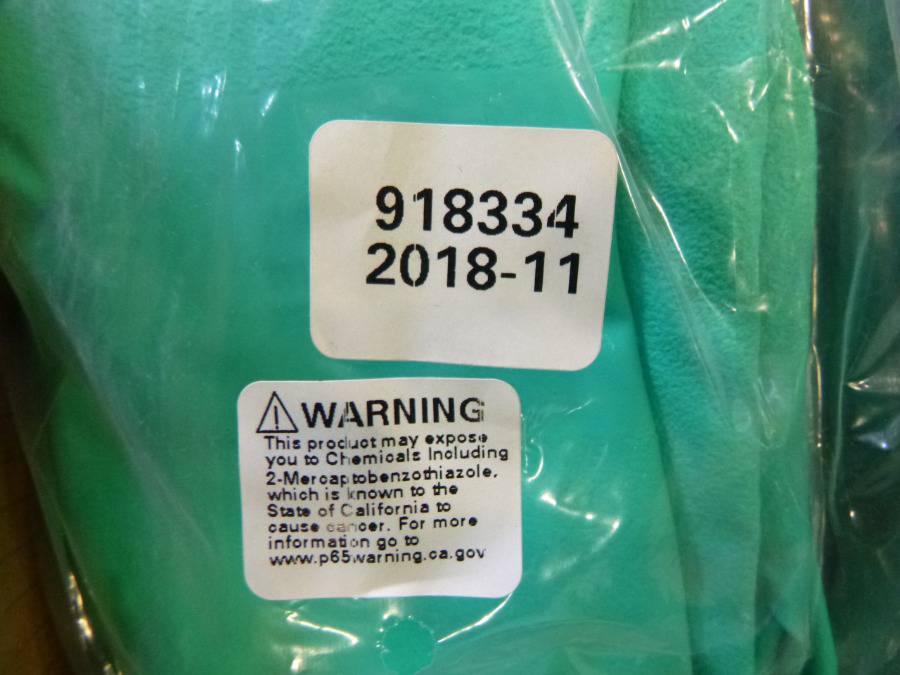 918334
2018-11
⚠WARNING
This product may expose
you to Chemicals Including
2-Mercaptobenzothiazole,
which is known to the
State of California to
cause cancer. For more
information go to
www.p65warning.ca.gov